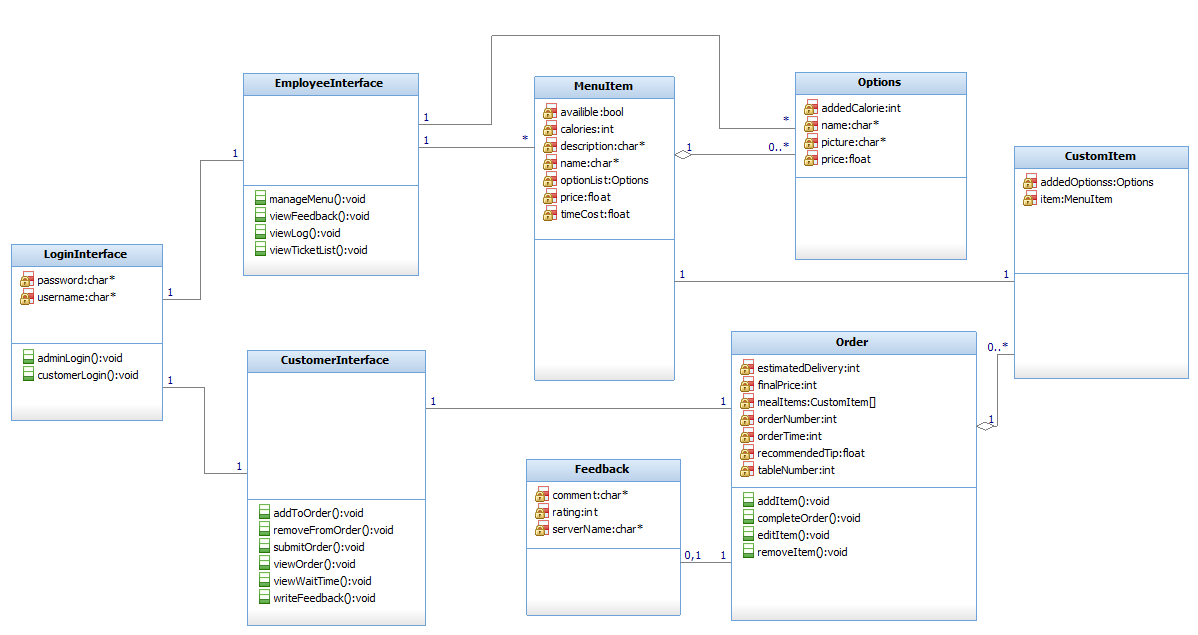 EmployeeInterface
1
1
1
manageMenu():void
viewFeedback():void
viewLog():void
viewTicketList():void
MenuItem
availible:bool
calories:int
description:char*
name:char*
optionList:Options
price:float
timeCost:float
*
1
1
Options
addedCalorie:int
name:char*
picture:char*
price:float
*
0..*
CustomItem
addedOptionss:Options
item:MenuItem
1
0..*
LoginInterface
password:char*
username:char*
adminLogin():void
customerLogin():void
1
1
CustomerInterface
1
1
addToOrder():void
removeFromOrder():void
submitOrder():void
viewOrder():void
viewWaitTime():void
writeFeedback():void
Order
estimatedDelivery:int
finalPrice:int
mealItems:CustomItem[]
orderNumber:int
orderTime:int
recommendedTip:float
tableNumber:int
addItem():void
completeOrder():void
editItem():void
removeItem():void
1
1
1
Feedback
comment:char*
rating:int
serverName:char*
0,1